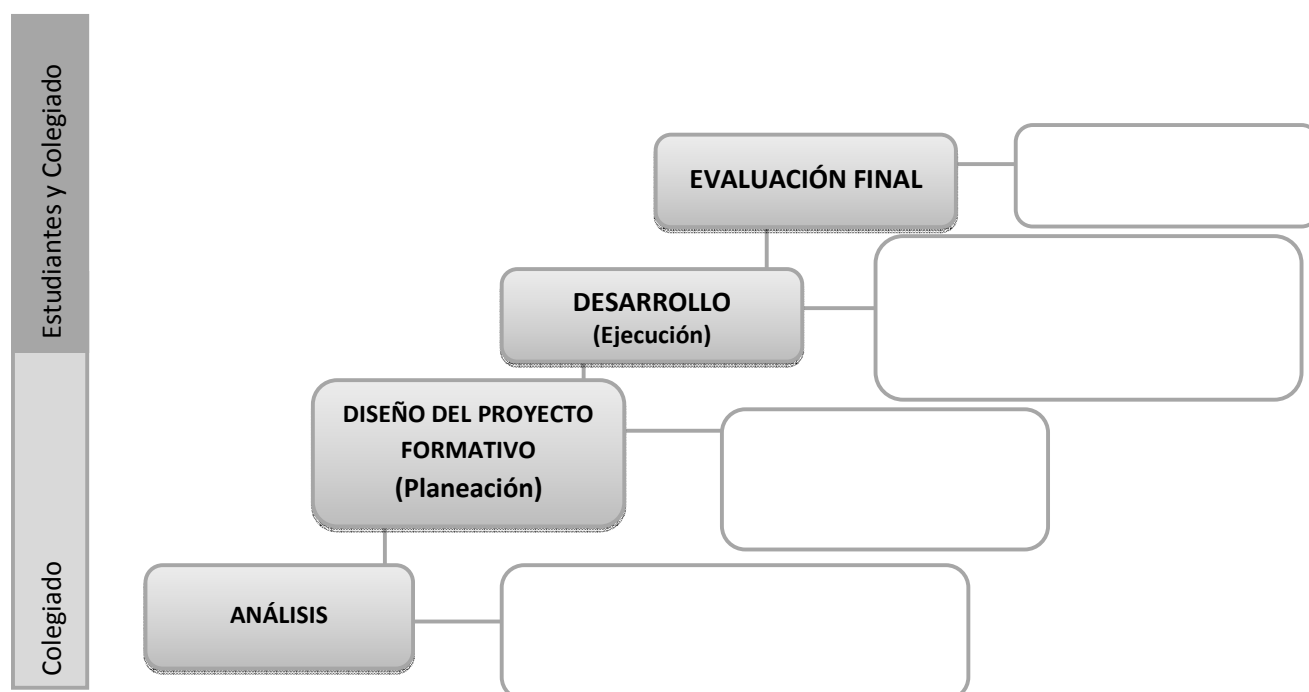 Estudiantes y Colegiado
EVALUACIÓN FINAL
DESARROLLO
(Ejecución)
DISEÑO DEL PROYECTO
FORMATIVO
(Planeación)
Colegiado
ANÁLISIS